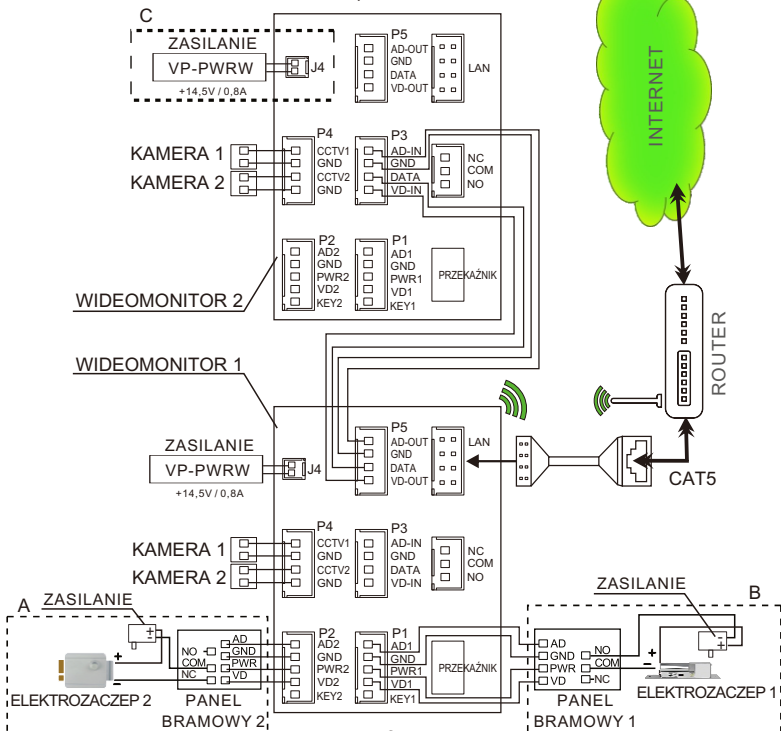 C
ZASILANIE
VP-PWRW
+14,5V / 0,8A
J4
P5
AD-OUT
GND
DATA
VD-OUT
LAN
INTERNET
KAMERA 1
KAMERA 2
P4
CCTV1
GND
CCTV2
GND
P3
AD-IN
GND
DATA
VD-IN
NC
COM
NO
P2
AD2
GND
PWR2
VD2
KEY2
P1
AD1
GND
PWR1
VD1
KEY1
PRZEKAŹNIK
WIDEOMONITOR 2
ROUTER
WIDEOMONITOR 1
ZASILANIE
VP-PWRW
+14,5V / 0,8A
J4
P5
AD-OUT
GND
DATA
VD-OUT
LAN
CAT5
KAMERA 1
KAMERA 2
P4
CCTV1
GND
CCTV2
GND
P3
AD-IN
GND
DATA
VD-IN
NC
COM
NO
A
ZASILANIE
+
-
+
–
NO
COM
NC
AD
GND
PWR
VD
ELEKTROZACZEP 2
PANEL
BRAMOWY 2
P2
AD2
GND
PWR2
VD2
KEY2
P1
AD1
GND
PWR1
VD1
KEY1
PRZEKAŹNIK
B
ZASILANIE
-
+
AD
GND
PWR
VD
NO
COM
NC
+
–
ELEKTROZACZEP 1
PANEL
BRAMOWY 1